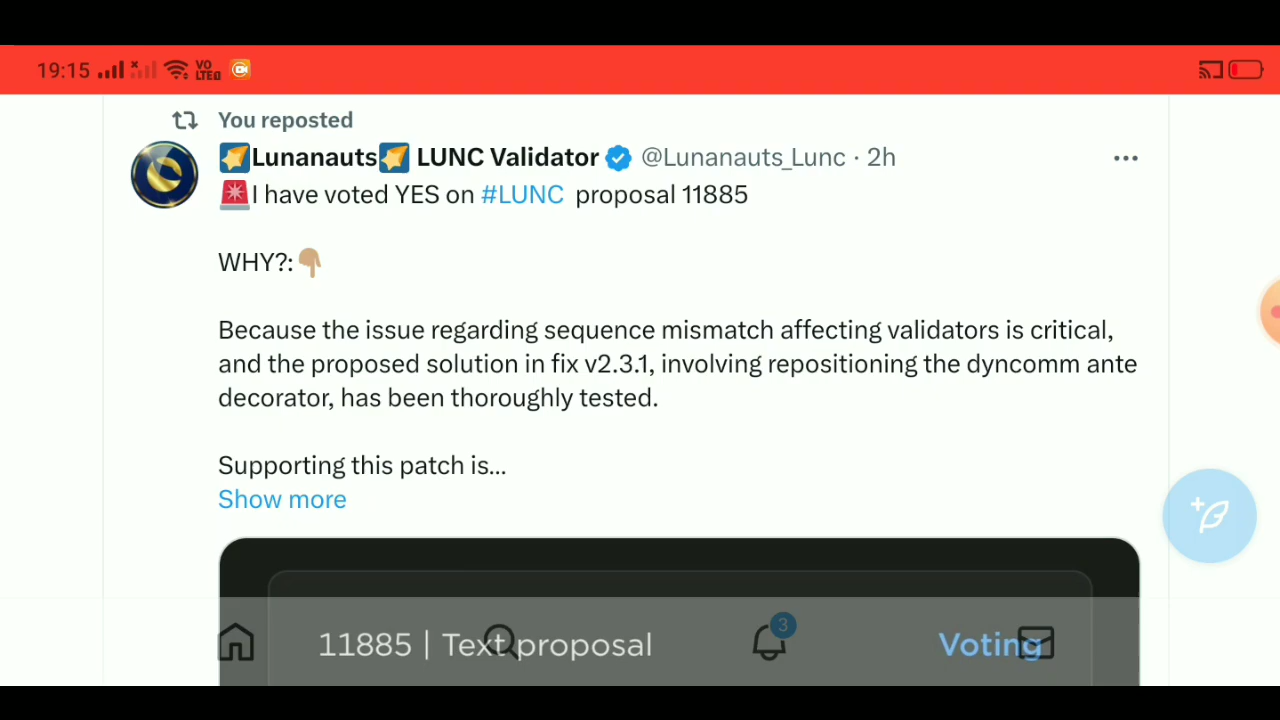 19:15 VO LTE
You reposted
Lunanauts LUNC Validator @Lunanauts_Lunc · 2h
I have voted YES on #LUNC proposal 11885
WHY?:
Because the issue regarding sequence mismatch affecting validators is critical,
and the proposed solution in fix v2.3.1, involving repositioning the dyncomm ante
decorator, has been thoroughly tested.
Supporting this patch is...
Show more
3
11885 | Text proposal Voting